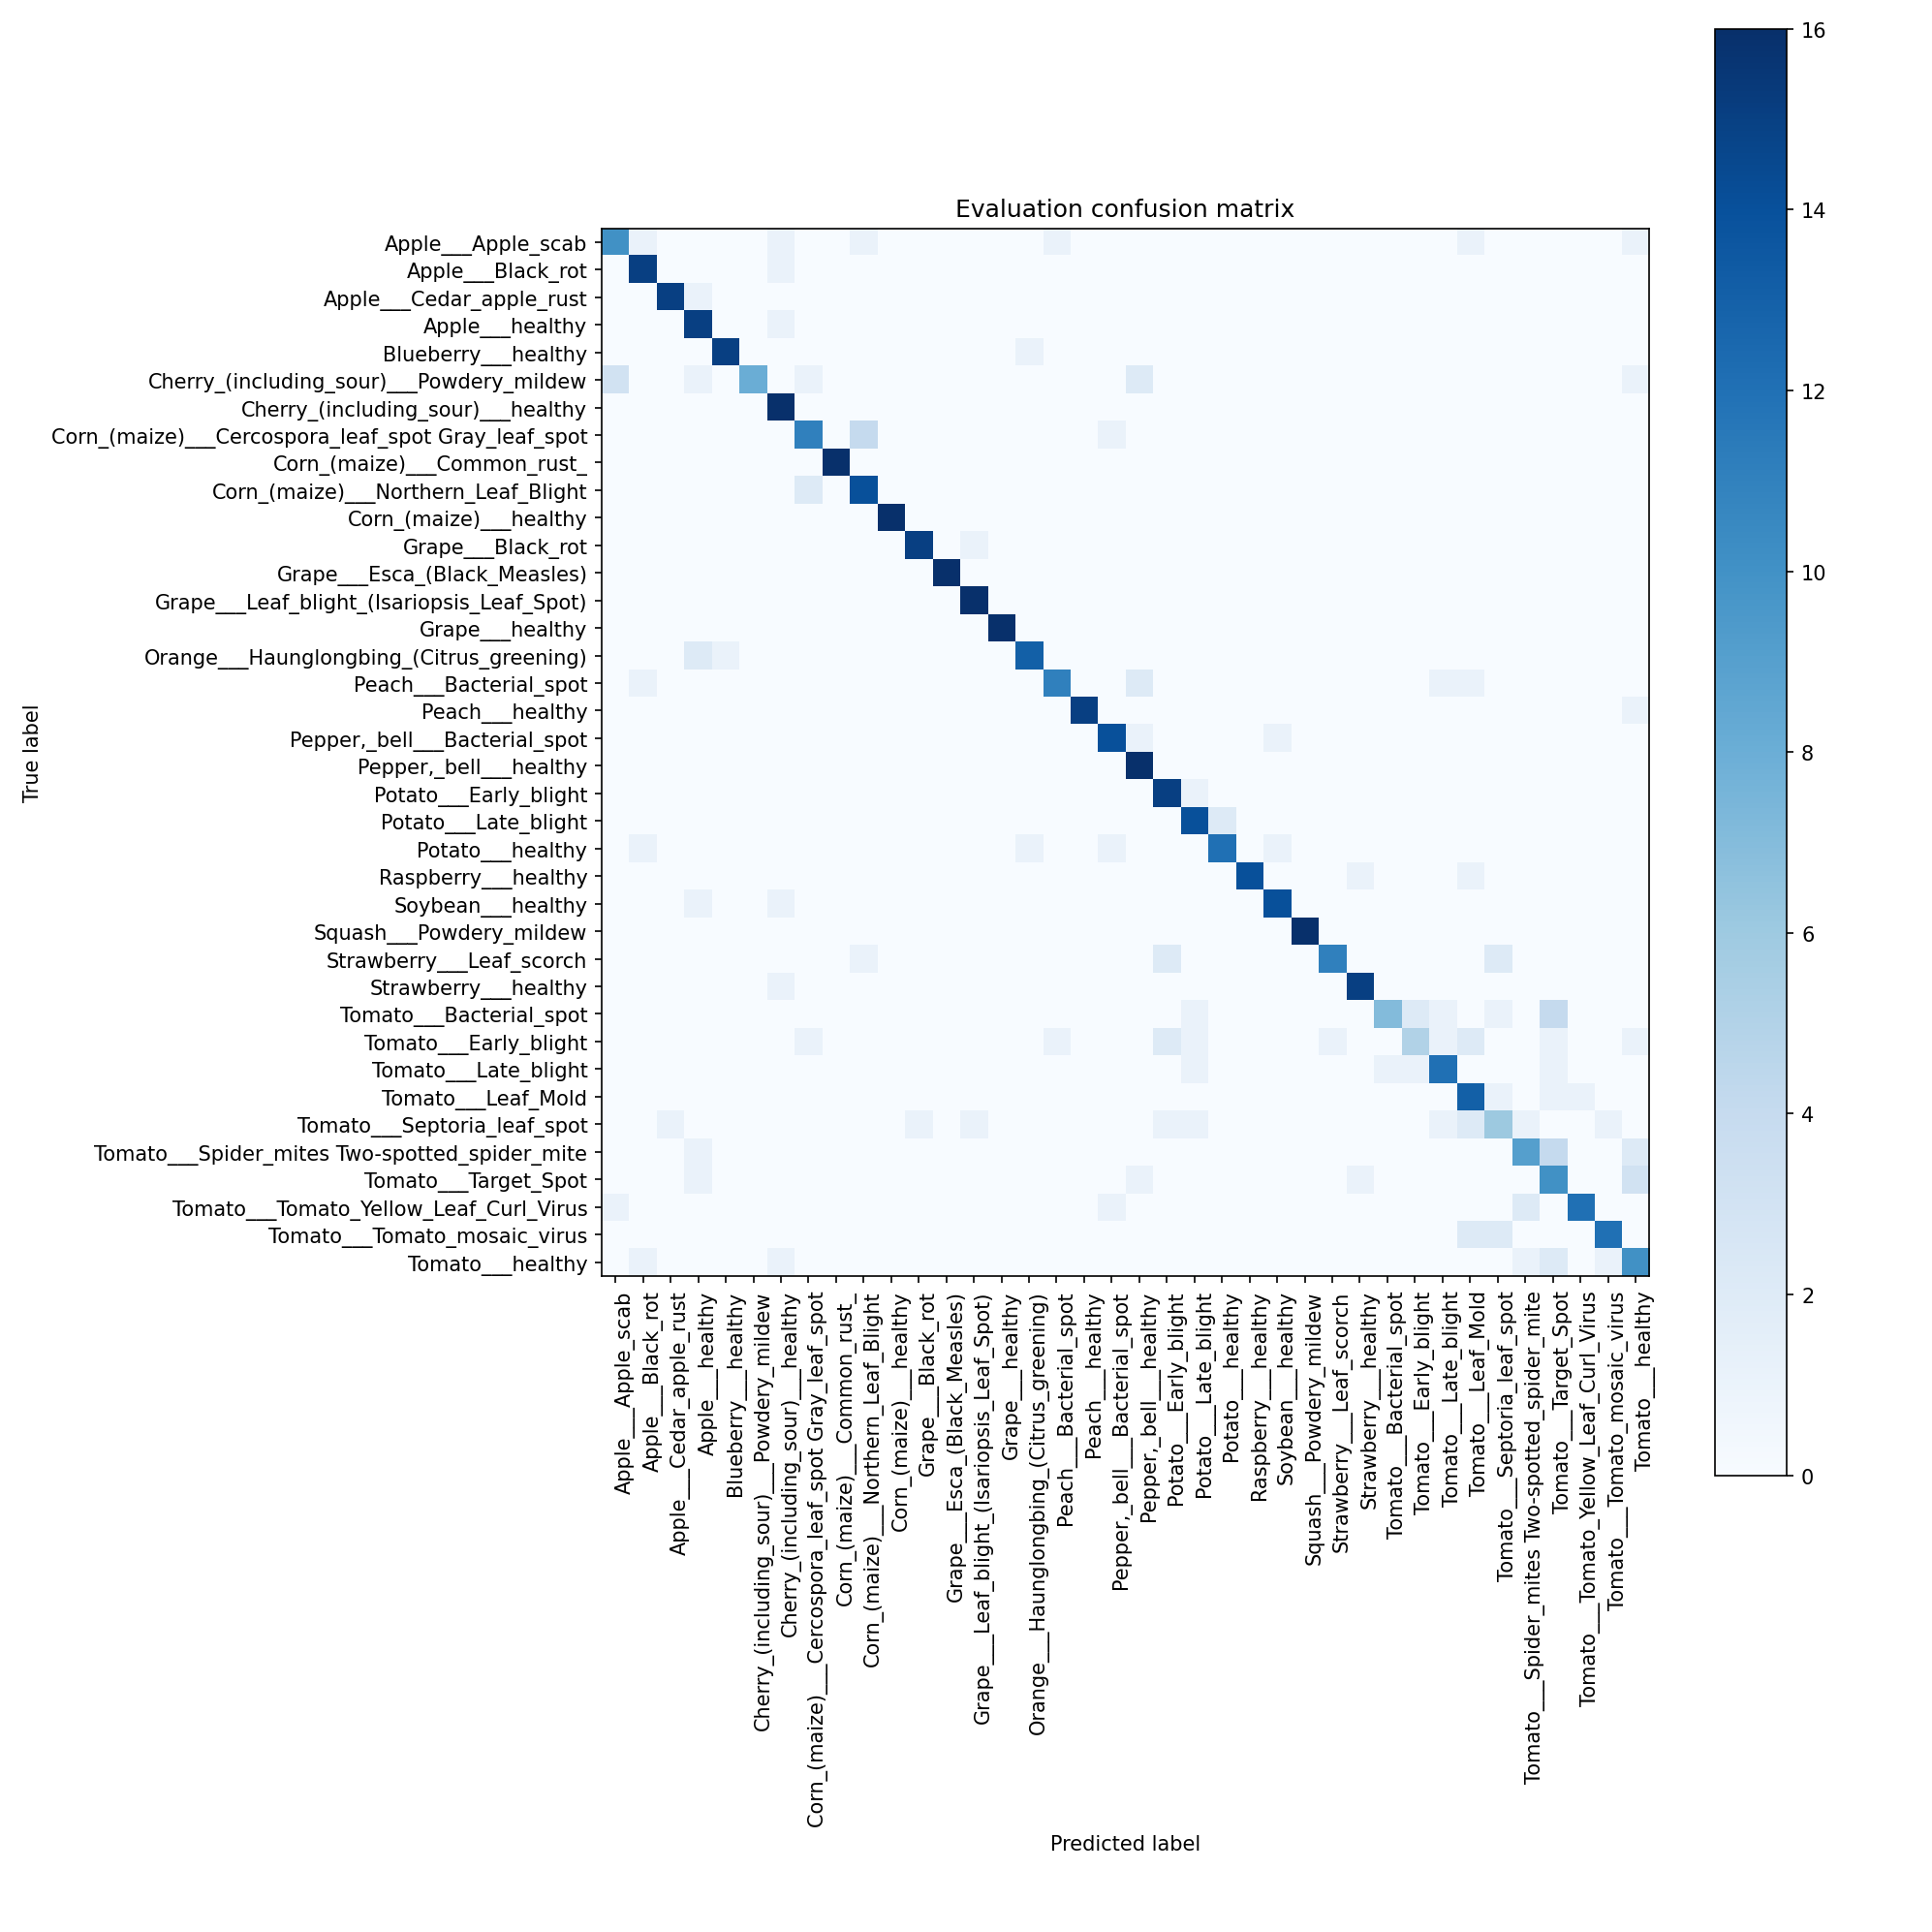 Evaluation confusion matrix
True label
Apple___Apple_scab
Apple___Black_rot
Apple___Cedar_apple_rust
Apple___healthy
Blueberry___healthy
Cherry_(including_sour)___Powdery_mildew
Cherry_(including_sour)___healthy
Corn_(maize)___Cercospora_leaf_spot Gray_leaf_spot
Corn_(maize)___Common_rust_
Corn_(maize)___Northern_Leaf_Blight
Corn_(maize)___healthy
Grape___Black_rot
Grape___Esca_(Black_Measles)
Grape___Leaf_blight_(Isariopsis_Leaf_Spot)
Grape___healthy
Orange___Haunglongbing_(Citrus_greening)
Peach___Bacterial_spot
Peach___healthy
Pepper,_bell___Bacterial_spot
Pepper,_bell___healthy
Potato___Early_blight
Potato___Late_blight
Potato___healthy
Raspberry___healthy
Soybean___healthy
Squash___Powdery_mildew
Strawberry___Leaf_scorch
Strawberry___healthy
Tomato___Bacterial_spot
Tomato___Early_blight
Tomato___Late_blight
Tomato___Leaf_Mold
Tomato___Septoria_leaf_spot
Tomato___Spider_mites Two-spotted_spider_mite
Tomato___Target_Spot
Tomato___Tomato_Yellow_Leaf_Curl_Virus
Tomato___Tomato_mosaic_virus
Tomato___healthy
Apple___Apple_scab
Apple___Black_rot
Apple___Cedar_apple_rust
Apple___healthy
Blueberry___healthy
Cherry_(including_sour)___Powdery_mildew
Cherry_(including_sour)___healthy
Corn_(maize)___Cercospora_leaf_spot Gray_leaf_spot
Corn_(maize)___Common_rust_
Corn_(maize)___Northern_Leaf_Blight
Corn_(maize)___healthy
Grape___Black_rot
Grape___Esca_(Black_Measles)
Grape___Leaf_blight_(Isariopsis_Leaf_Spot)
Grape___healthy
Orange___Haunglongbing_(Citrus_greening)
Peach___Bacterial_spot
Peach___healthy
Pepper,_bell___Bacterial_spot
Pepper,_bell___healthy
Potato___Early_blight
Potato___Late_blight
Potato___healthy
Raspberry___healthy
Soybean___healthy
Squash___Powdery_mildew
Strawberry___Leaf_scorch
Strawberry___healthy
Tomato___Bacterial_spot
Tomato___Early_blight
Tomato___Late_blight
Tomato___Leaf_Mold
Tomato___Septoria_leaf_spot
Tomato___Spider_mites Two-spotted_spider_mite
Tomato___Target_Spot
Tomato___Tomato_Yellow_Leaf_Curl_Virus
Tomato___Tomato_mosaic_virus
Tomato___healthy
Predicted label
16
14
12
10
8
6
4
2
0